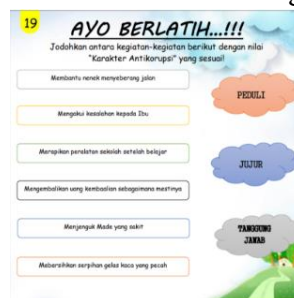 19
AYO BERLATIH...!!!
Jodohkan antara kegiatan-kegiatan berikut dengan nilai
"Karakter Antikorupsi" yang sesuai!
Membantu nenek menyeberang jalan
PEDULI
Mengakui kesalahan kepada Ibu
Merapikan peralatan sekolah setelah belajar
JUJUR
Mengembalikan uang kembalian sebagaimana mestinya
Menjenguk Made yang sakit
TANGGUNG
JAWAB
Mebersihkan serpihan gelas kaca yang pecah